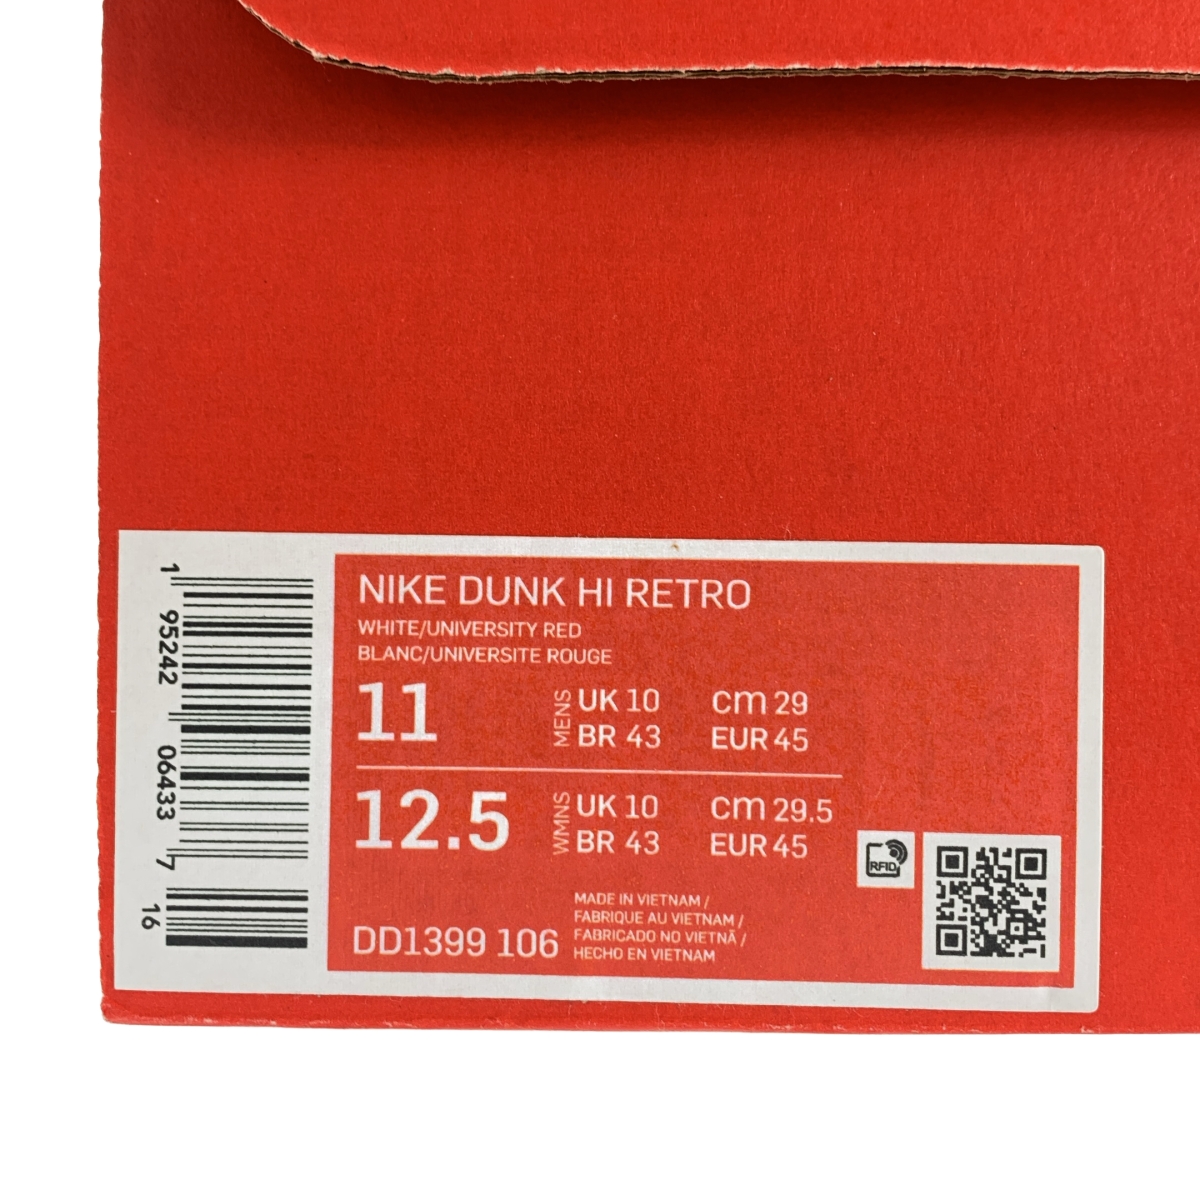 NIKE DUNK HI RETRO
WHITE/UNIVERSITY RED
BLANC/UNIVERSITE ROUGE
11 MENS UK 10 cm 29
BR 43 EUR 45
12.5 WMNS UK 10 cm 29.5
BR 43 EUR 45
DD1399 106
MADE IN VIETNAM /
FABRIQUE AU VIETNAM /
FABRICADO NO VIETNÃ /
HECHO EN VIETNAM
RFID
1 95242 06433 7 16